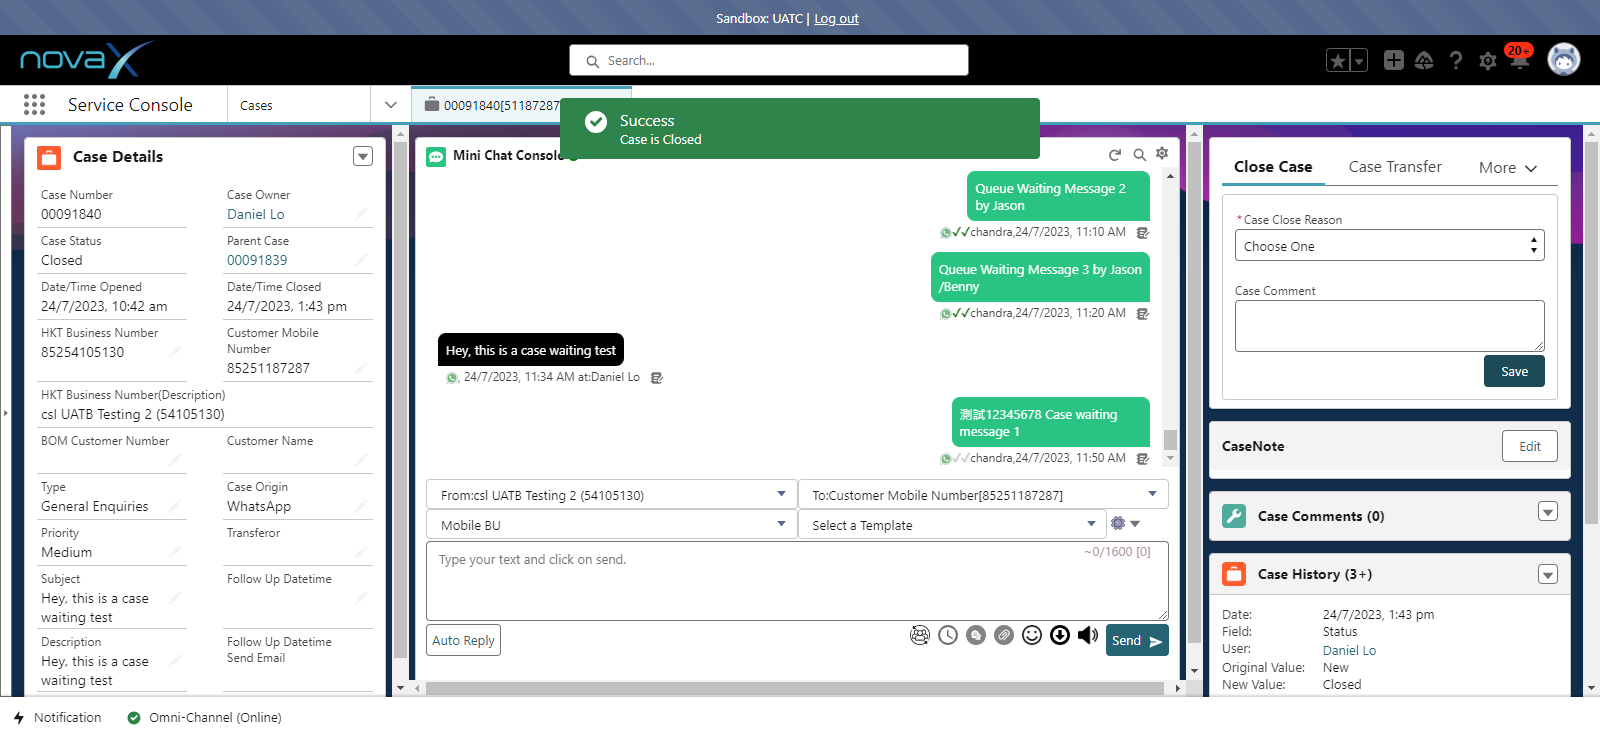 Sandbox: UATC | Log out
novaX
Search...
20+
Service Console
Cases
00091840[51187287
Success
Case is Closed
Case Details
Case Number
00091840
Case Owner
Daniel Lo
Case Status
Closed
Parent Case
00091839
Date/Time Opened
24/7/2023, 10:42 am
Date/Time Closed
24/7/2023, 1:43 pm
HKT Business Number
85254105130
Customer Mobile
Number
85251187287
HKT Business Number(Description)
csl UATB Testing 2 (54105130)
BOM Customer Number
Customer Name
Type
General Enquiries
Case Origin
WhatsApp
Priority
Medium
Transferor
Subject
Hey, this is a case
waiting test
Follow Up Datetime
Description
Hey, this is a case
waiting test
Follow Up Datetime
Send Email
Mini Chat Console
Queue Waiting Message 2
by Jason
chandra,24/7/2023, 11:10 AM
Queue Waiting Message 3 by Jason
/Benny
chandra,24/7/2023, 11:20 AM
Hey, this is a case waiting test
, 24/7/2023, 11:34 AM at:Daniel Lo
測試12345678 Case waiting
message 1
chandra,24/7/2023, 11:50 AM
From:csl UATB Testing 2 (54105130)
To:Customer Mobile Number[85251187287]
Mobile BU
Select a Template
Type your text and click on send.
~0/1600 [0]
Auto Reply
Send
Close Case
Case Transfer
More
*Case Close Reason
Choose One
Case Comment
Save
CaseNote
Edit
Case Comments (0)
Case History (3+)
Date: 24/7/2023, 1:43 pm
Field: Status
User: Daniel Lo
Original Value: New
New Value: Closed
Notification
Omni-Channel (Online)